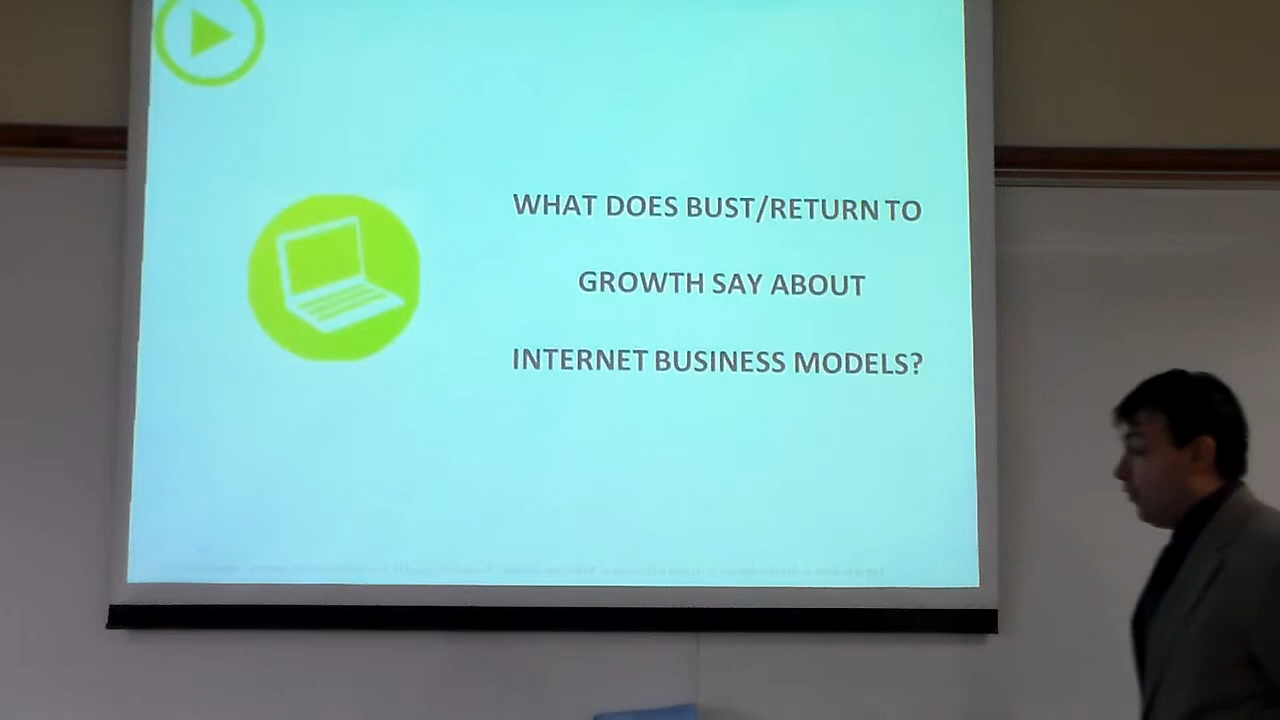 WHAT DOES BUST/RETURN TO
GROWTH SAY ABOUT
INTERNET BUSINESS MODELS?